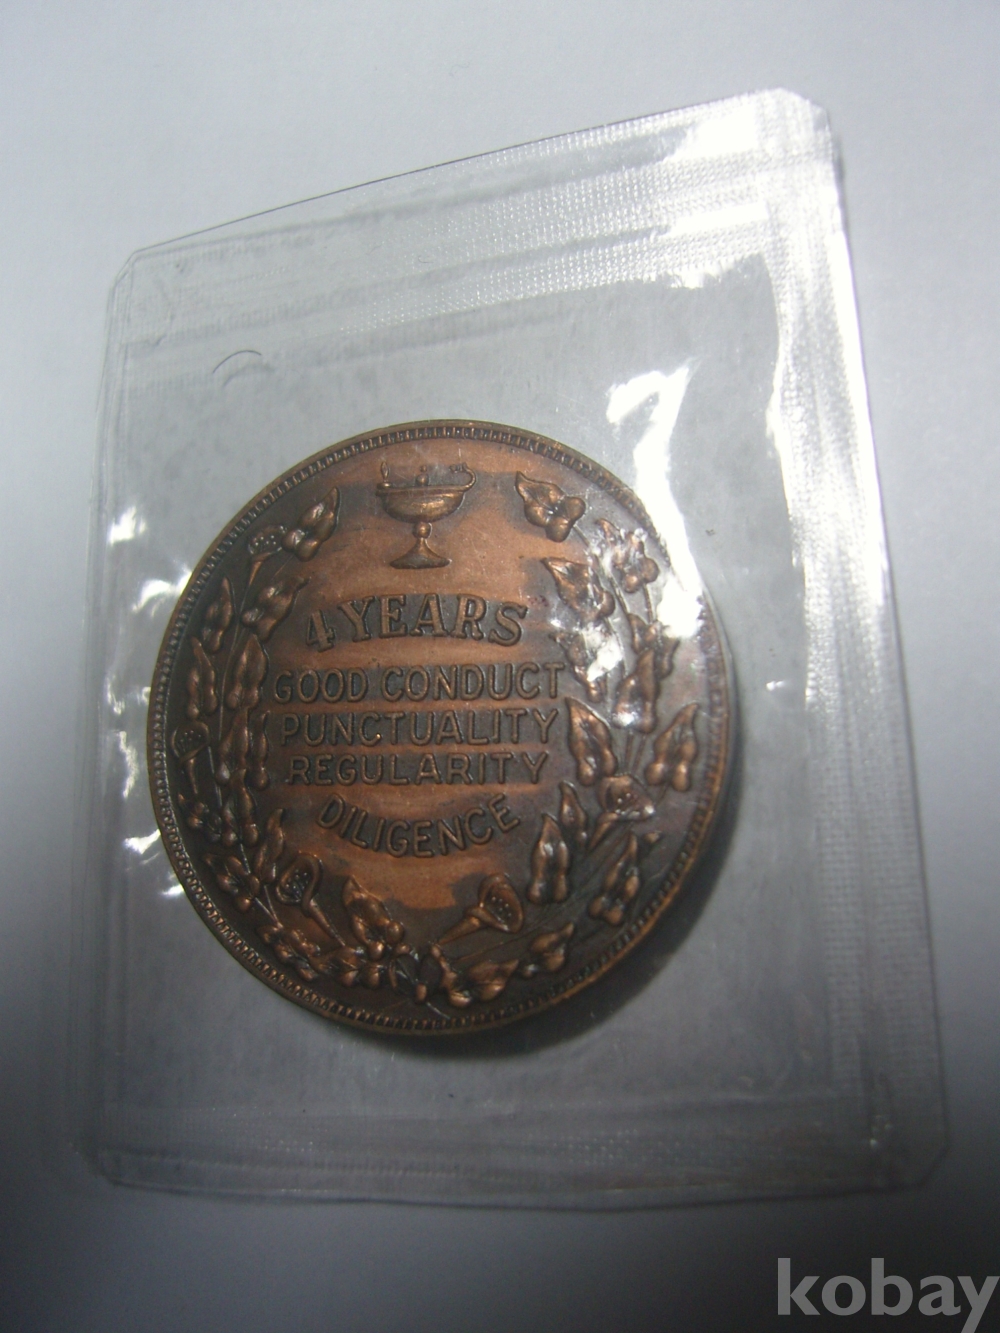 4 YEARS
GOOD CONDUCT
PUNCTUALITY
REGULARITY
DILIGENCE
kobay